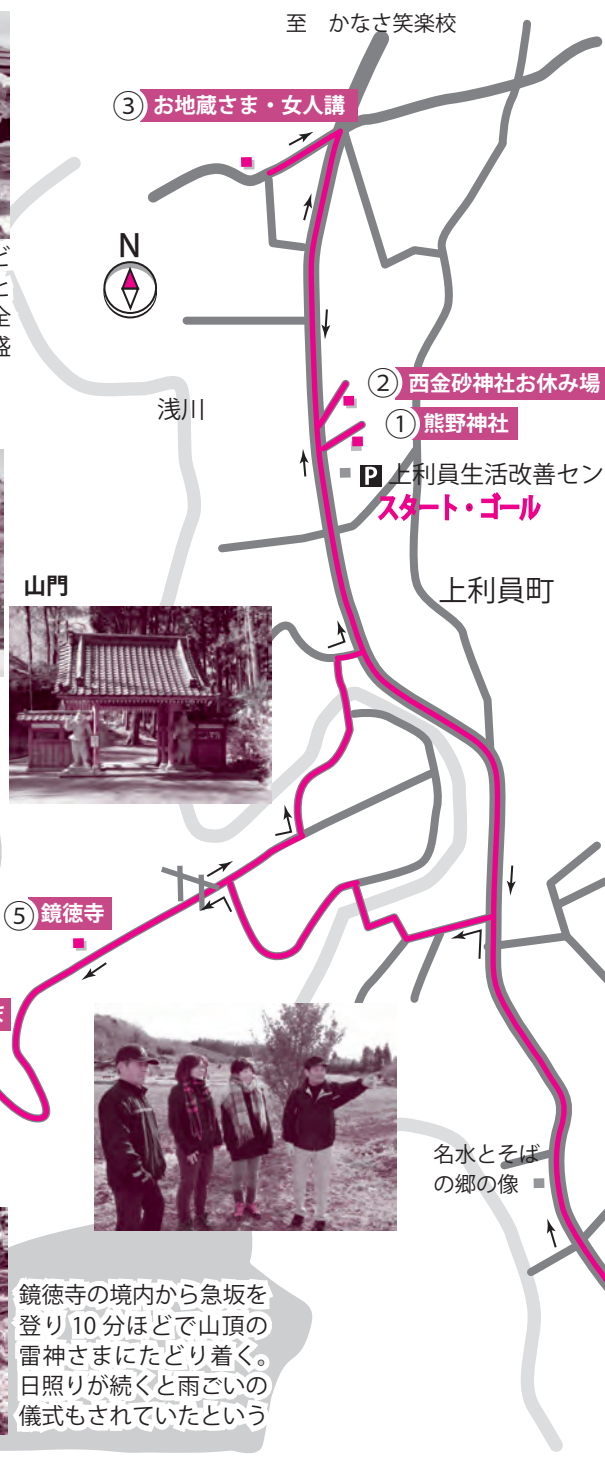 至　かなさ笑楽校
③ お地蔵さま・女人講
N
ど
と
全
盛
② 西金砂神社お休み場
浅川
① 熊野神社
P 上利員生活改善セン
スタート・ゴール
山門
上利員町
⑤ 鏡徳寺
名水とそば
の郷の像
鏡徳寺の境内から急坂を
登り 10 分ほどで山頂の
雷神さまにたどり着く。
日照りが続くと雨ごいの
儀式もされていたという